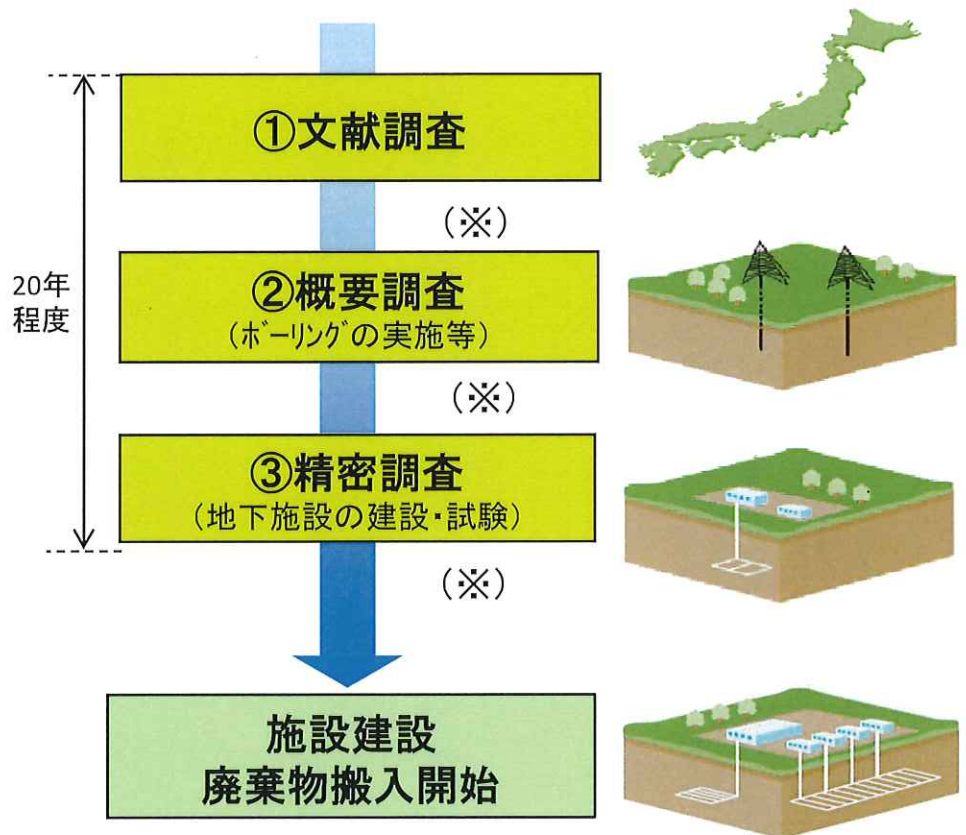 ①文献調査
(※)
20年
程度
②概要調査
(ボーリングの実施等)
(※)
③精密調査
(地下施設の建設・試験)
(※)
施設建設
廃棄物搬入開始